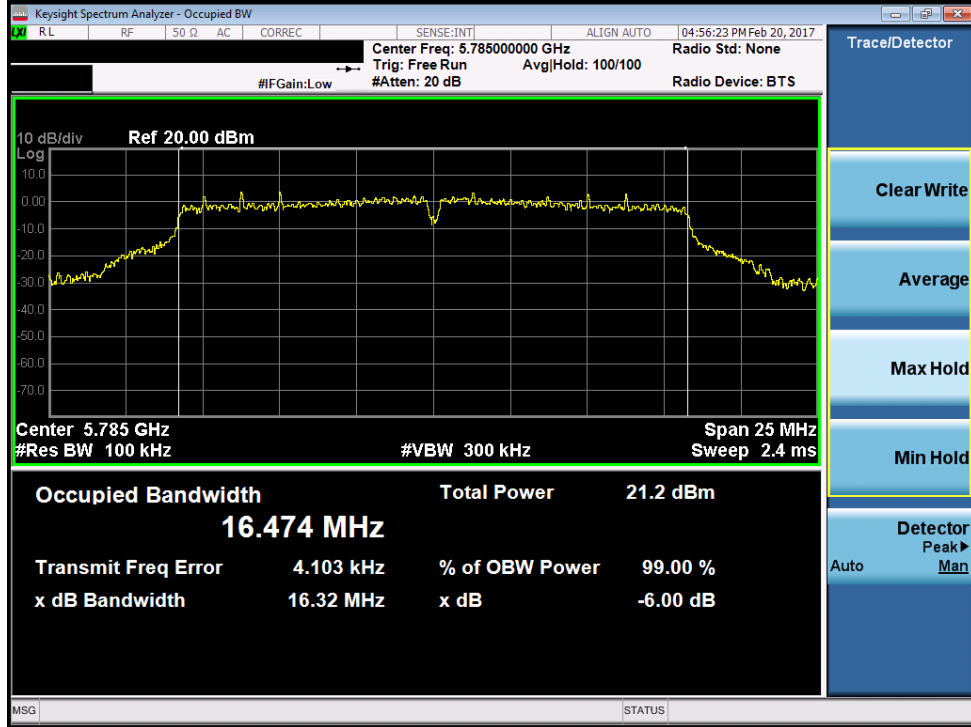 Keysight Spectrum Analyzer - Occupied BW
LXI RL RF 50 Ω AC CORREC SENSE:INT ALIGN AUTO 04:56:23 PM Feb 20, 2017
Center Freq: 5.785000000 GHz Radio Std: None
Trig: Free Run Avg|Hold: 100/100
#IFGain:Low #Atten: 20 dB Radio Device: BTS
Trace/Detector
10 dB/div Ref 20.00 dBm
Log
10.0
0.00
-10.0
-20.0
-30.0
-40.0
-50.0
-60.0
-70.0
Center 5.785 GHz Span 25 MHz
#Res BW 100 kHz #VBW 300 kHz Sweep 2.4 ms
Occupied Bandwidth Total Power 21.2 dBm
16.474 MHz
Transmit Freq Error 4.103 kHz % of OBW Power 99.00 %
x dB Bandwidth 16.32 MHz x dB -6.00 dB
Clear Write
Average
Max Hold
Min Hold
Detector
Peak▶
Auto Man
MSG STATUS